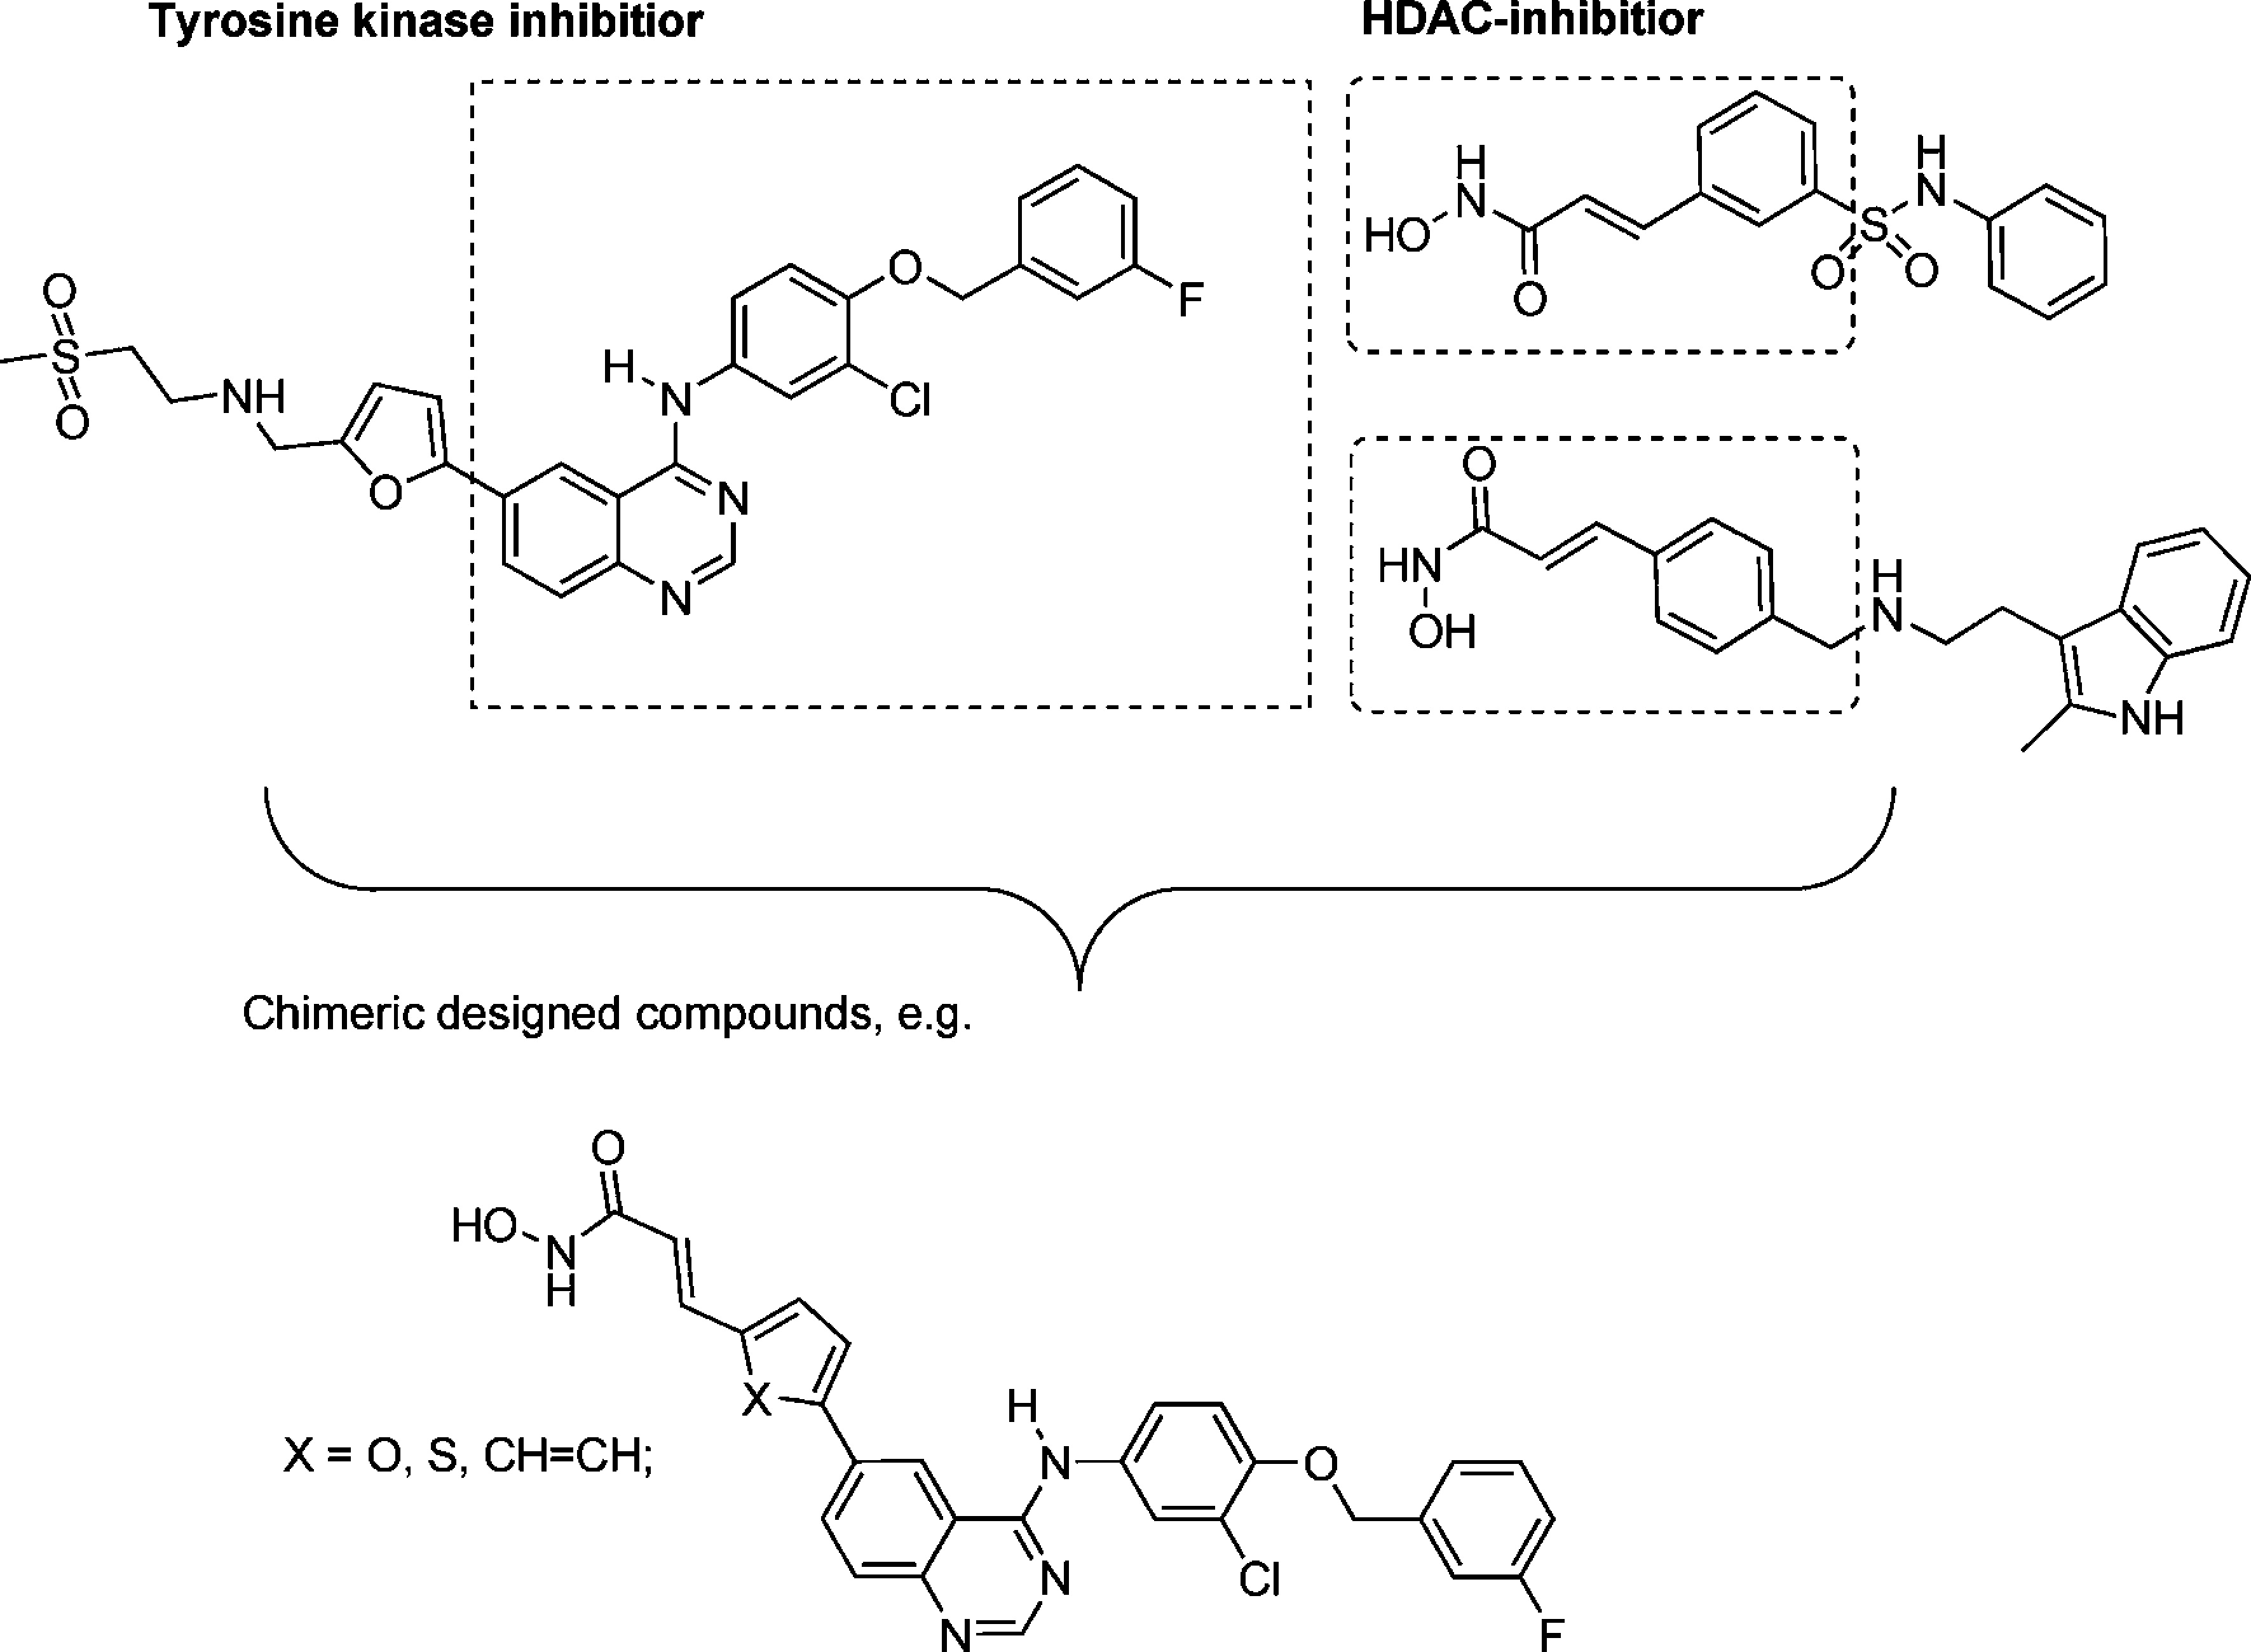 Tyrosine kinase inhibitior
HDAC-inhibitior
O
S
O
NH
O
H
N
N
N
O
Cl
F
H
N
HO
O
S
O
O
H
N
O
HN
OH
H
N
NH
Chimeric designed compounds, e.g.
O
HO
N
H
X
X = O, S, CH=CH;
H
N
N
N
O
Cl
F